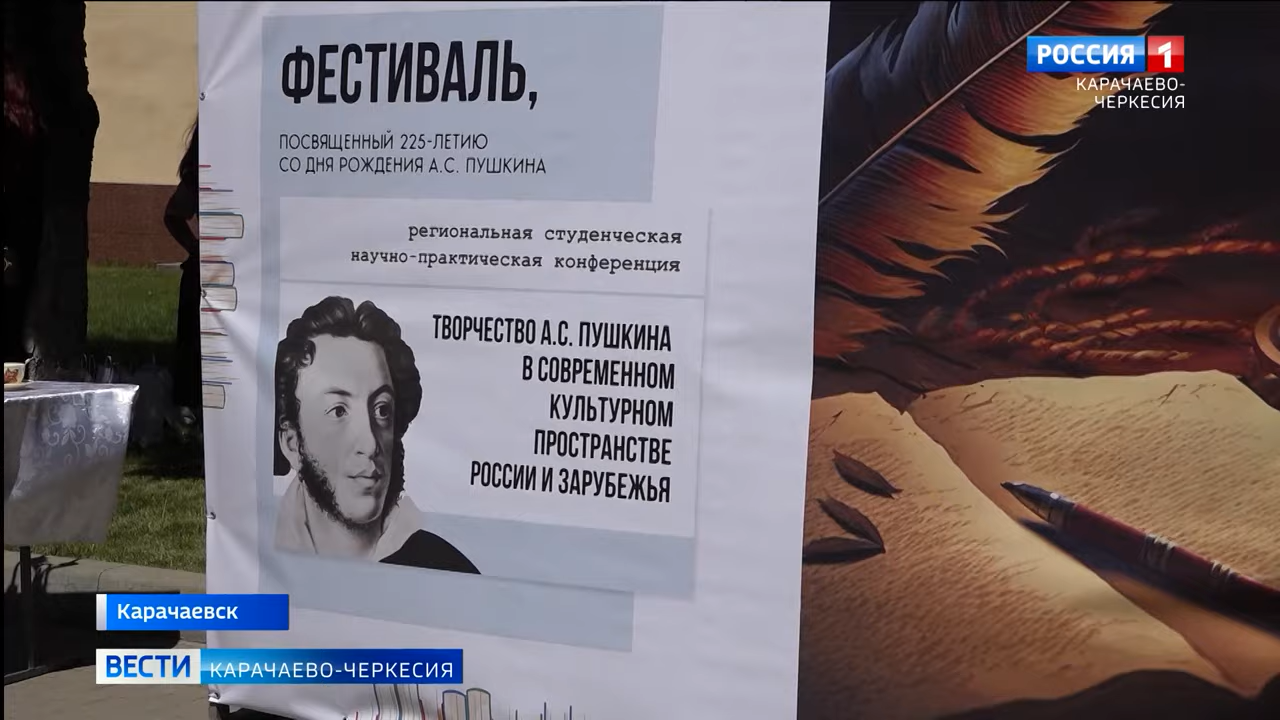 ФЕСТИВАЛЬ,
ПОСВЯЩЕННЫЙ 225-ЛЕТИЮ
СО ДНЯ РОЖДЕНИЯ А.С. ПУШКИНА
региональная студенческая
научно-практическая конференция
ТВОРЧЕСТВО А.С. ПУШКИНА
В СОВРЕМЕННОМ
КУЛЬТУРНОМ
ПРОСТРАНСТВЕ
РОССИИ И ЗАРУБЕЖЬЯ
РОССИЯ 1
КАРАЧАЕВО-
ЧЕРКЕСИЯ
Карачаевск
ВЕСТИ КАРАЧАЕВО-ЧЕРКЕСИЯ